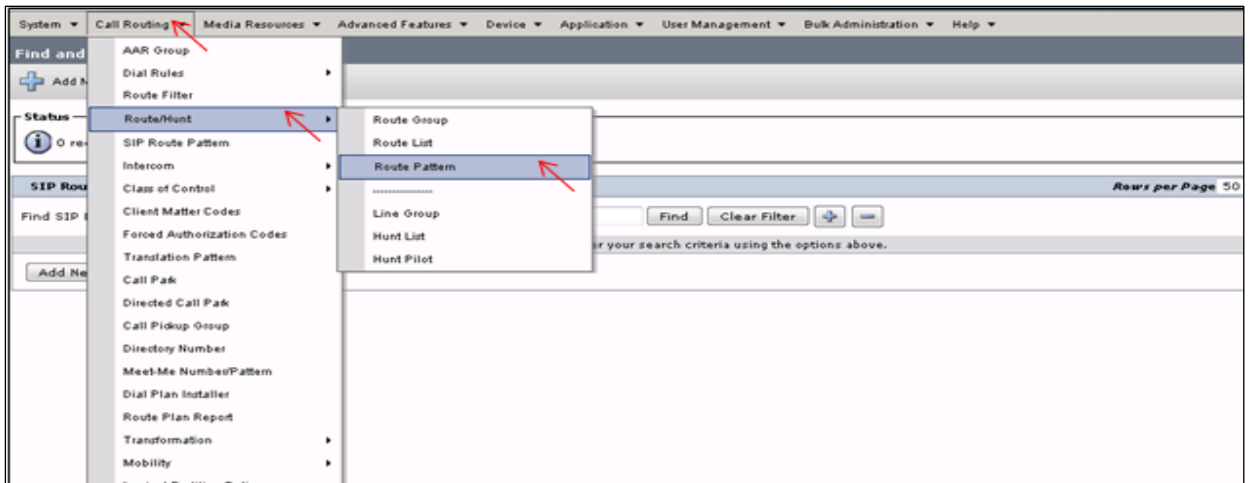 System Call Routing Media Resources Advanced Features Device Application User Management Bulk Administration Help
Find and
AAR Group
Add N
Dial Rules
Route Filter
Status
Route/Hunt
Route Group
0 re
SIP Route Pattern
Route List
Intercom
Route Pattern
SIP Rou
Class of Control
---------------
Rows per Page 50
Find SIP
Client Matter Codes
Line Group
Find Clear Filter
Forced Authorization Codes
Hunt List
er your search criteria using the options above.
Translation Pattern
Hunt Pilot
Add Ne
Call Park
Directed Call Park
Call Pickup Group
Directory Number
Meet-Me Number/Pattern
Dial Plan Installer
Route Plan Report
Transformation
Mobility